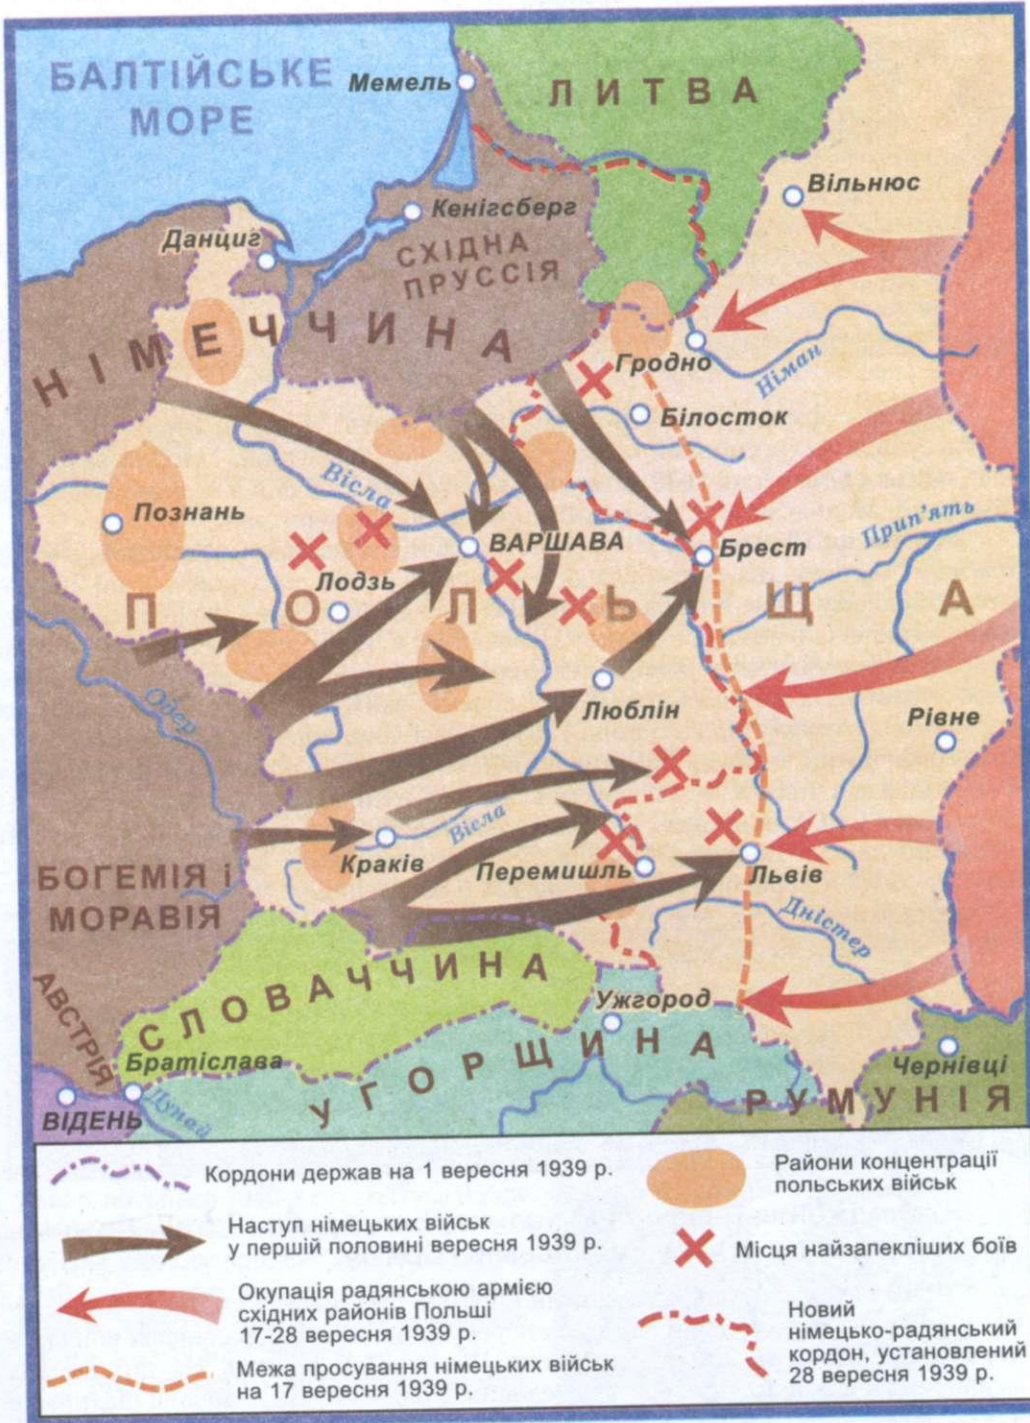 БАЛТІЙСЬКЕ
МОРЕ
Мемель
ЛИТВА
Вільнюс
Кенігсберг
Данциг
СХІДНА
ПРУССІЯ
НІМЕЧЧИНА
Гродно
Німан
Білосток
Вісла
Познань
ВАРШАВА
Брест
Прип'ять
Лодзь
ПОЛЬЩА
Одер
Люблін
Рівне
Вісла
Краків
Перемишль
Львів
БОГЕМІЯ і
МОРАВІЯ
Дністер
СЛОВАЧЧИНА
АВСТРІЯ
Ужгород
УГОРЩИНА
Братіслава
Чернівці
РУМУНІЯ
ВІДЕНЬ
Дунай
Кордони держав на 1 вересня 1939 р.
Наступ німецьких військ
у першій половині вересня 1939 р.
Окупація радянською армією
східних районів Польші
17-28 вересня 1939 р.
Межа просування німецьких військ
на 17 вересня 1939 р.
Райони концентрації
польських військ
Місця найзапекліших боїв
Новий
німецько-радянський
кордон, установлений
28 вересня 1939 р.